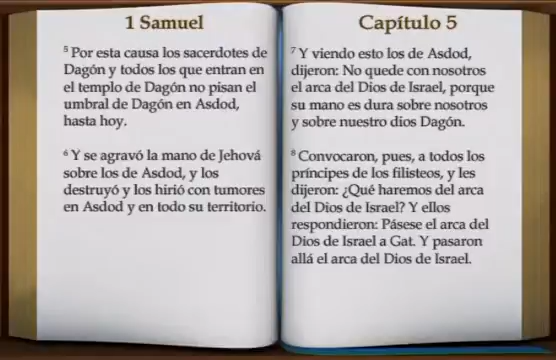 1 Samuel
⁵ Por esta causa los sacerdotes de
Dagón y todos los que entran en
el templo de Dagón no pisan el
umbral de Dagón en Asdod,
hasta hoy.
⁶ Y se agravó la mano de Jehová
sobre los de Asdod, y los
destruyó y los hirió con tumores
en Asdod y en todo su territorio.
Capítulo 5
⁷ Y viendo esto los de Asdod,
dijeron: No quede con nosotros
el arca del Dios de Israel, porque
su mano es dura sobre nosotros
y sobre nuestro dios Dagón.
⁸ Convocaron, pues, a todos los
príncipes de los filisteos, y les
dijeron: ¿Qué haremos del arca
del Dios de Israel? Y ellos
respondieron: Pásese el arca del
Dios de Israel a Gat. Y pasaron
allá el arca del Dios de Israel.